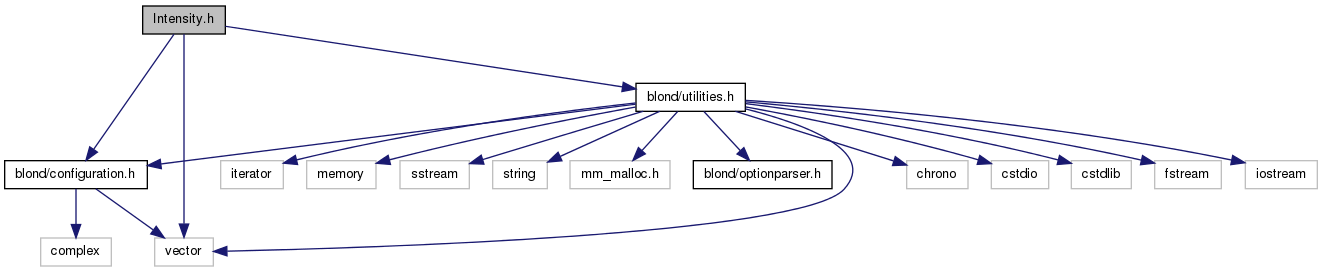 Intensity.h
blond/utilities.h
blond/configuration.h
iterator
memory
sstream
string
mm_malloc.h
blond/optionparser.h
chrono
cstdio
cstdlib
fstream
iostream
complex
vector